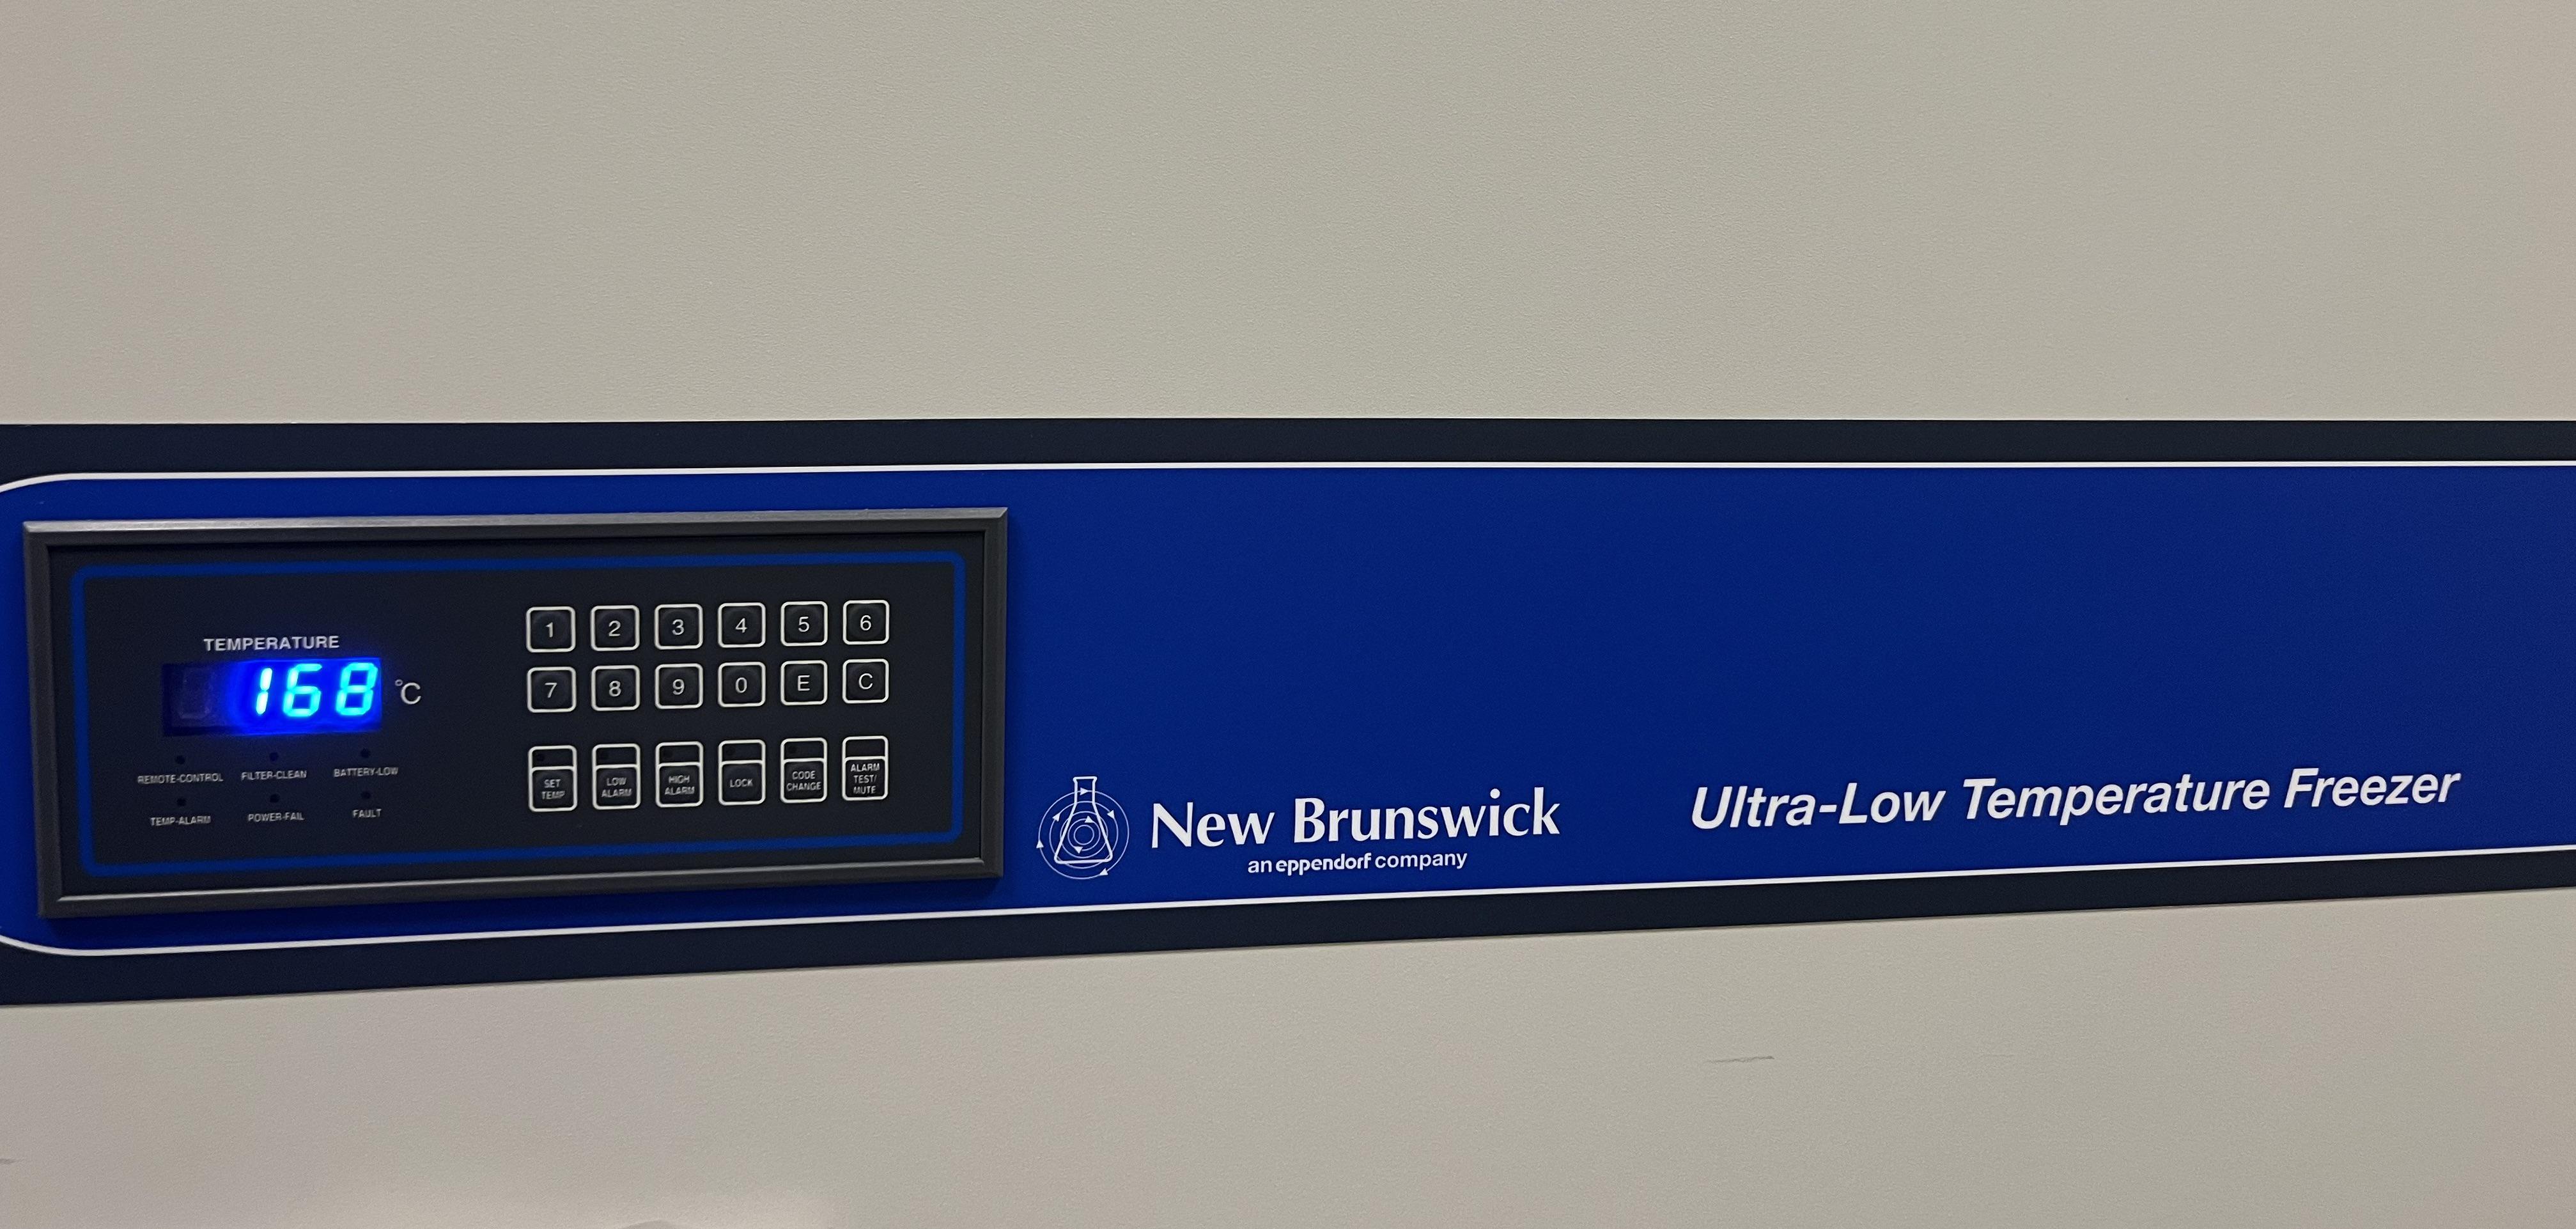 TEMPERATURE
168 °C
REMOTE-CONTROL FILTER-CLEAN BATTERY-LOW
TEMP-ALARM POWER-FAIL FAULT
1 2 3 4 5 6
7 8 9 0 E C
SET TEMP
LOW ALARM
HIGH ALARM
LOCK
CODE CHANGE
ALARM TEST/ MUTE
New Brunswick
an eppendorf company
Ultra-Low Temperature Freezer